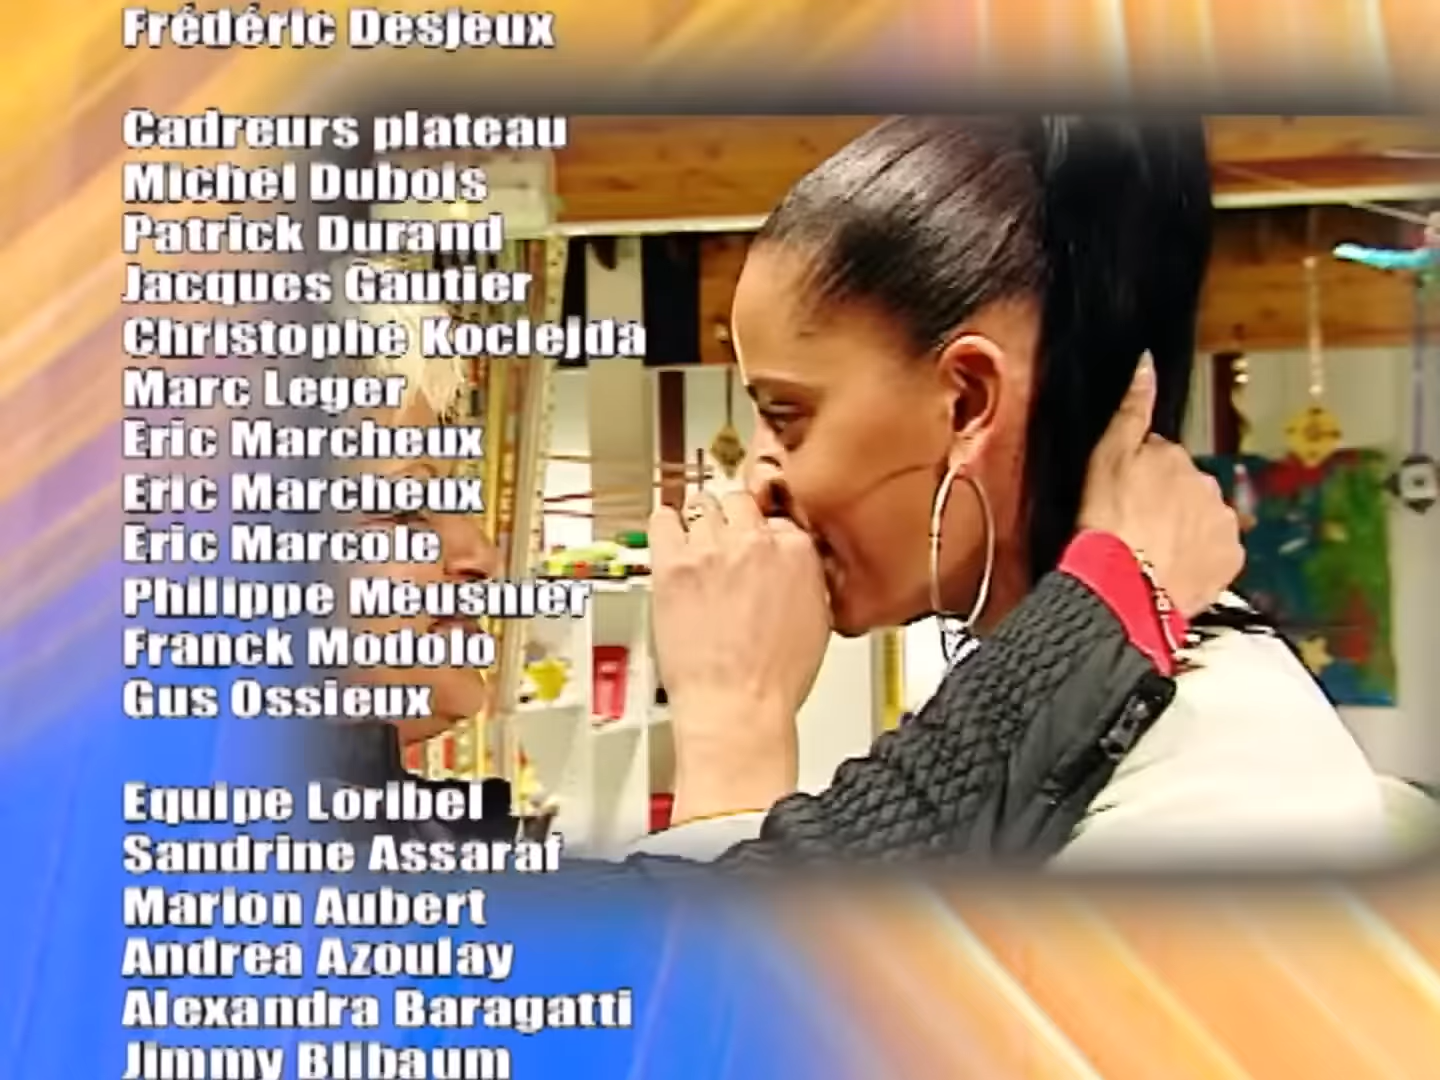 Frédéric Desjeux
Cadreurs plateau
Michel Dubois
Patrick Durand
Jacques Gautier
Christophe Koclejda
Marc Leger
Eric Marcheux
Eric Marcheux
Eric Marcole
Philippe Meusnier
Franck Modolo
Gus Ossieux
Equipe Loribel
Sandrine Assaraf
Marion Aubert
Andrea Azoulay
Alexandra Baragatti
Jimmy Blibaum